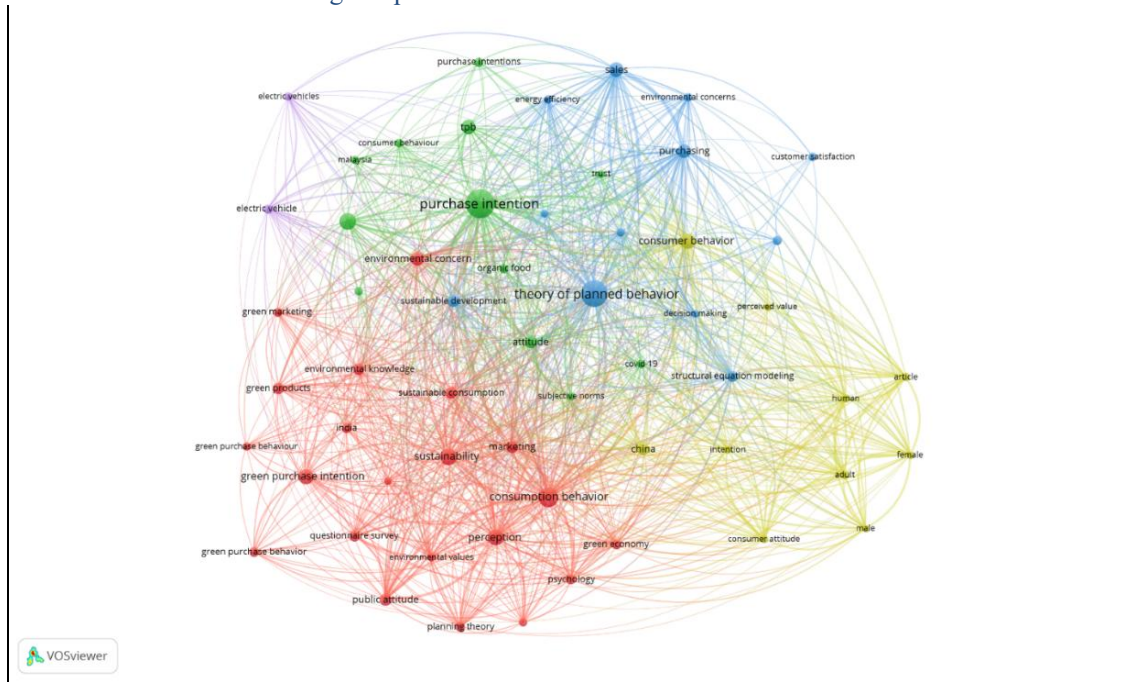 purchase intentions
sales
electric vehicles
energy efficiency
environmental concerns
tpb
consumer behaviour
malaysia
purchasing
customer satisfaction
trust
purchase intention
electric vehicle
consumer behavior
environmental concern
organic food
theory of planned behavior
sustainable development
perceived value
green marketing
decision making
attitude
covid-19
environmental knowledge
structural equation modeling
article
green products
sustainable consumption
subjective norms
human
india
green purchase behaviour
marketing
china
intention
sustainability
female
green purchase intention
adult
consumption behavior
male
questionnaire survey
perception
consumer attitude
green economy
green purchase behavior
environmental values
psychology
public attitude
planning theory
VOSviewer